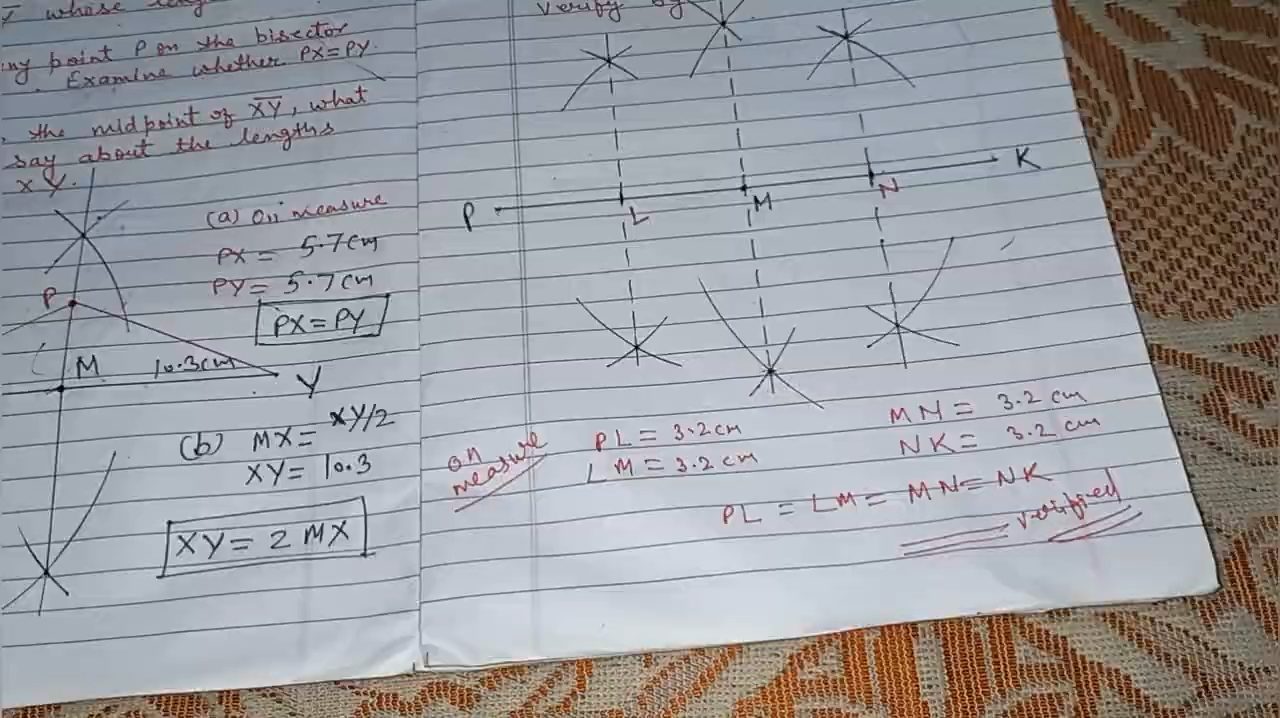 whose
ny point P on the bisector
. Examine whether PX=PY.
the midpoint of XY, what
say about the lengths
XY.
(a) On measure
PX = 5.7cm
PY = 5.7cm
PX = PY
P
M
10.3cm
Y
(b) MX = XY/2
XY = 10.3
XY = 2 MX
Verify by
P
L
M
N
K
on measure
PL = 3.2cm
LM = 3.2 cm
MN = 3.2 cm
NK = 3.2 cm
PL = LM = MN = NK
verified